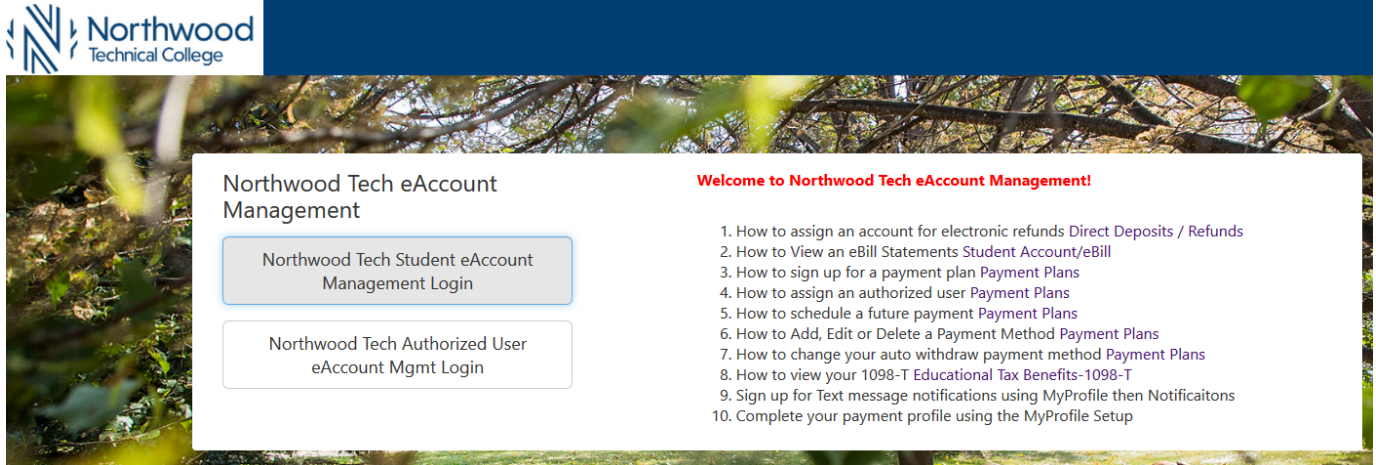 Northwood
Technical College
Northwood Tech eAccount
Management
Northwood Tech Student eAccount
Management Login
Northwood Tech Authorized User
eAccount Mgmt Login
Welcome to Northwood Tech eAccount Management!
1. How to assign an account for electronic refunds Direct Deposits / Refunds
2. How to View an eBill Statements Student Account/eBill
3. How to sign up for a payment plan Payment Plans
4. How to assign an authorized user Payment Plans
5. How to schedule a future payment Payment Plans
6. How to Add, Edit or Delete a Payment Method Payment Plans
7. How to change your auto withdraw payment method Payment Plans
8. How to view your 1098-T Educational Tax Benefits-1098-T
9. Sign up for Text message notifications using MyProfile then Notificaitons
10. Complete your payment profile using the MyProfile Setup